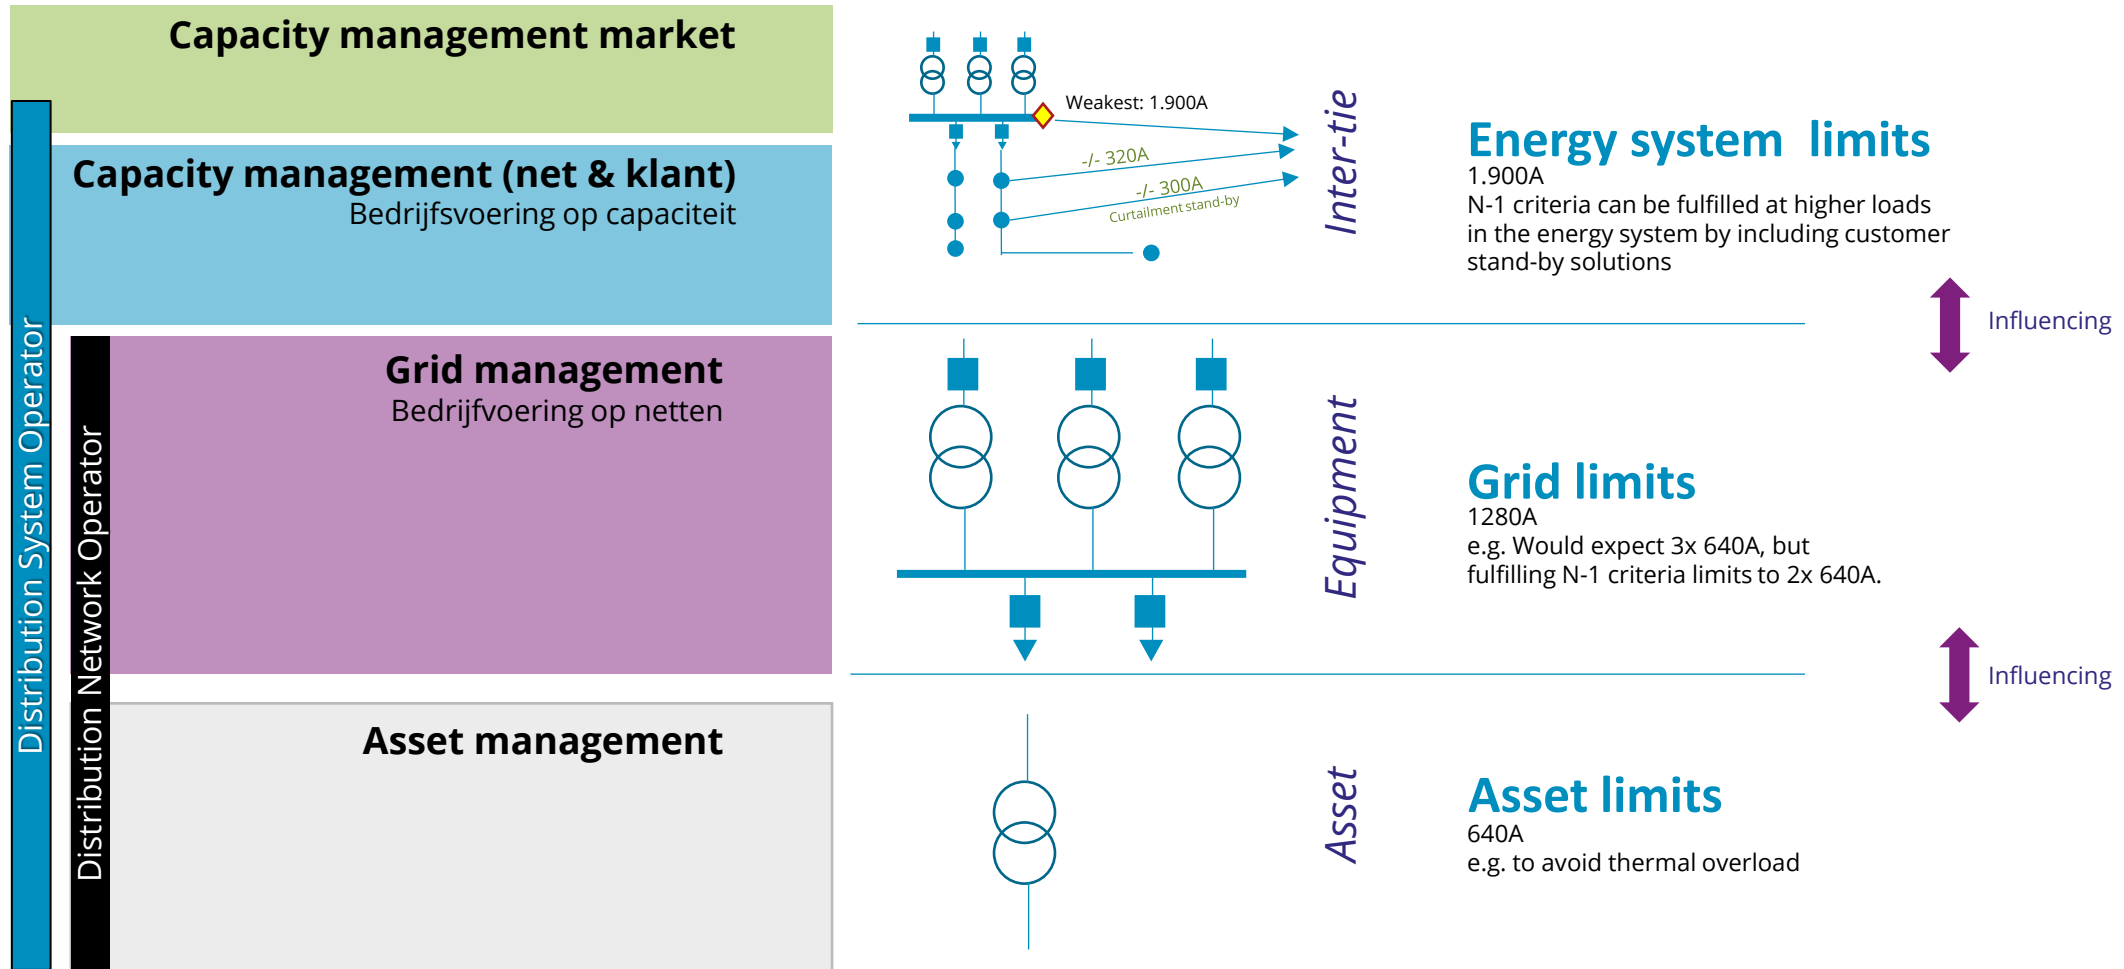 Capacity management market
Capacity management (net & klant)
Bedrijfsvoering op capaciteit
Grid management
Bedrijfvoering op netten
Asset management
Distribution System Operator
Distribution Network Operator
Weakest: 1.900A
-/- 320A
-/- 300A
Curtailment stand-by
Inter-tie
Equipment
Asset
Energy system limits
1.900A
N-1 criteria can be fulfilled at higher loads
in the energy system by including customer
stand-by solutions
Influencing
Grid limits
1280A
e.g. Would expect 3x 640A, but
fulfilling N-1 criteria limits to 2x 640A.
Influencing
Asset limits
640A
e.g. to avoid thermal overload